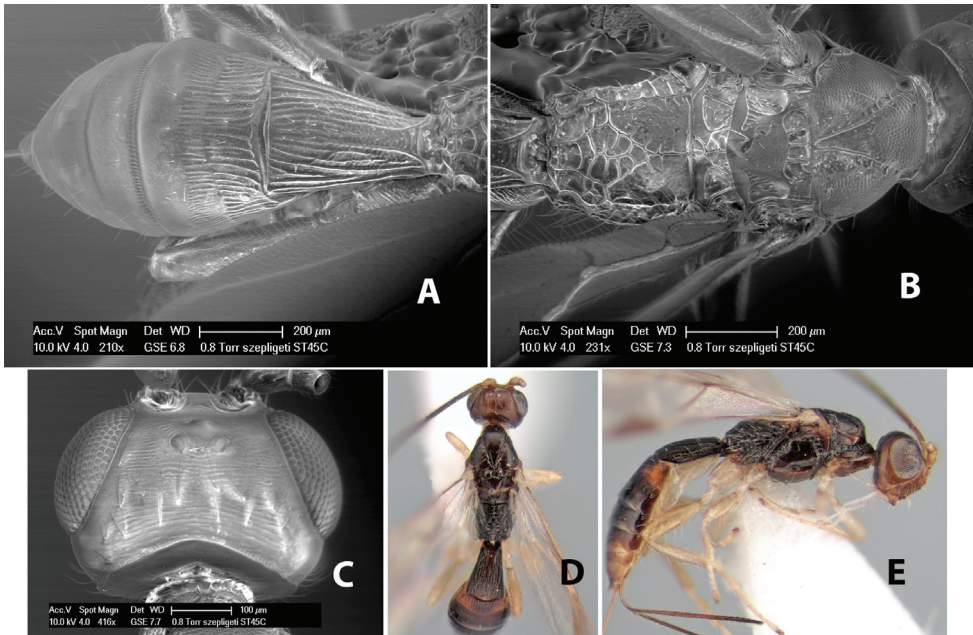 A
Acc.V Spot Magn Det WD 200 µm
10.0 kV 4.0 210x GSE 6.8 0.8 Torr szepligeti ST45C
B
Acc.V Spot Magn Det WD 200 µm
10.0 kV 4.0 231x GSE 7.3 0.8 Torr szepligeti ST45C
C
Acc.V Spot Magn Det WD 100 µm
10.0 kV 4.0 416x GSE 7.7 0.8 Torr szepligeti ST45C
D
E